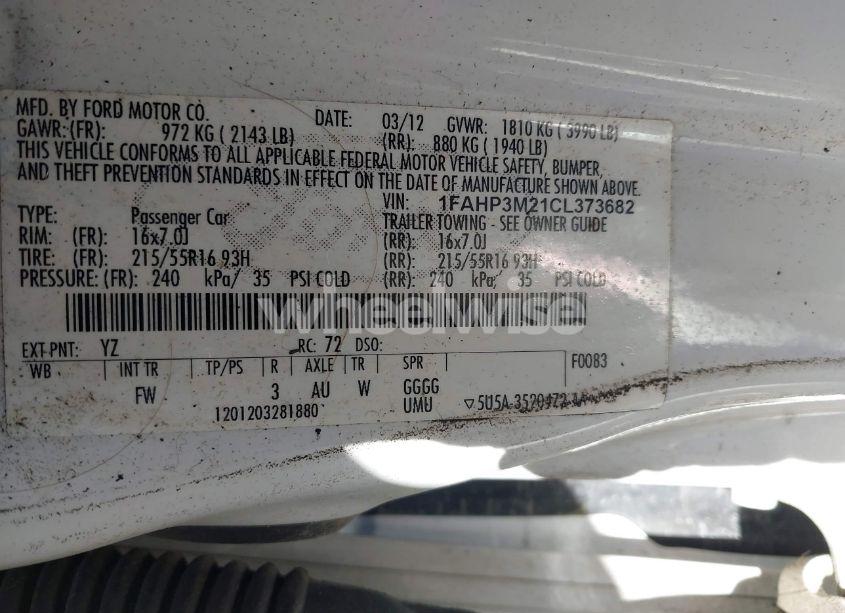 MFD. BY FORD MOTOR CO. DATE: 03/12 GVWR: 1810 KG ( 3990 LB)
GAWR: (FR): 972 KG ( 2143 LB) (RR): 880 KG ( 1940 LB)
THIS VEHICLE CONFORMS TO ALL APPLICABLE FEDERAL MOTOR VEHICLE SAFETY, BUMPER,
AND THEFT PREVENTION STANDARDS IN EFFECT ON THE DATE OF MANUFACTURE SHOWN ABOVE.
VIN: 1FAHP3M21CL373682
TYPE: Passenger Car TRAILER TOWING - SEE OWNER GUIDE
RIM: (FR): 16x7.0J (RR): 16x7.0J
TIRE: (FR): 215/55R16 93H (RR): 215/55R16 93H
PRESSURE: (FR): 240 kPa/ 35 PSI COLD (RR): 240 kPa/ 35 PSI COLD
wheelwise
EXT PNT: YZ RC: 72 DSO:
WB INT TR TP/PS R AXLE TR SPR F0083
FW 3 AU W GGGG
1201203281880 UMU ▽5U5A-3520472